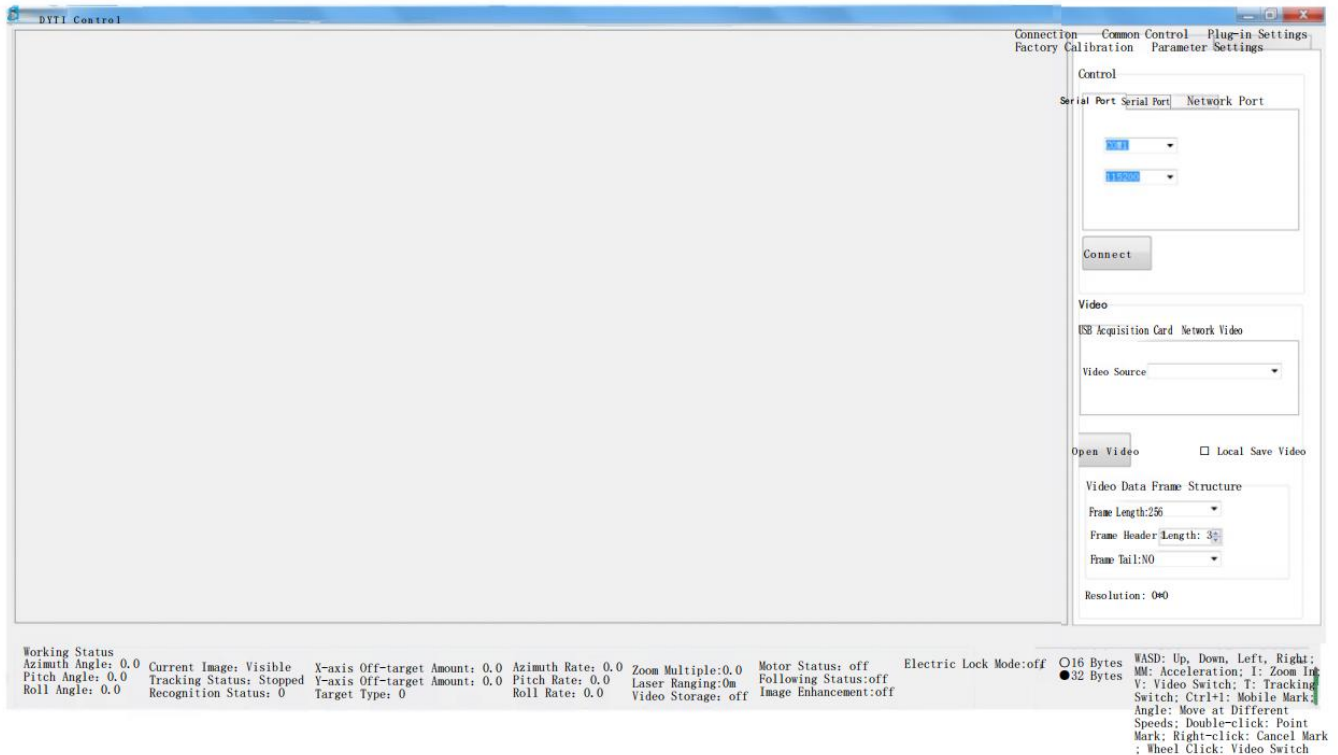 DYTI Control
Connection Common Control Plug-in Settings
Factory Calibration Parameter Settings
Control
Serial Port Serial Port Network Port
COM1
115200
Connect
Video
USB Acquisition Card Network Video
Video Source
Open Video
Local Save Video
Video Data Frame Structure
Frame Length:256
Frame Header Length: 3
Frame Tail:NO
Resolution: 0*0
Working Status
Azimuth Angle: 0.0
Pitch Angle: 0.0
Roll Angle: 0.0
Current Image: Visible
Tracking Status: Stopped
Recognition Status: 0
X-axis Off-target Amount: 0.0
Y-axis Off-target Amount: 0.0
Target Type: 0
Azimuth Rate: 0.0
Pitch Rate: 0.0
Roll Rate: 0.0
Zoom Multiple:0.0
Laser Ranging:0m
Video Storage: off
Motor Status: off
Following Status:off
Image Enhancement:off
Electric Lock Mode:off
16 Bytes
32 Bytes
WASD: Up, Down, Left, Right;
MM: Acceleration; I: Zoom In;
V: Video Switch; T: Tracking
Switch; Ctrl+1: Mobile Mark;
Angle: Move at Different
Speeds; Double-click: Point
Mark; Right-click: Cancel Mark
; Wheel Click: Video Switch